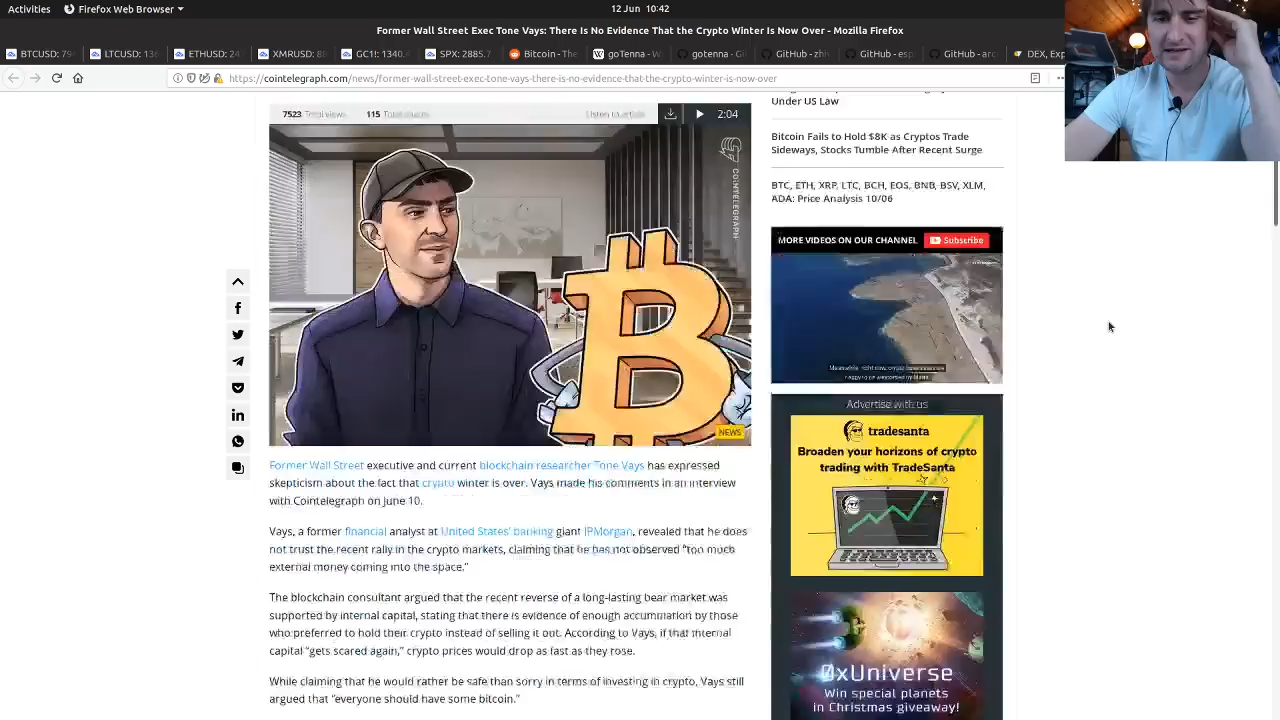 Activities Firefox Web Browser 12 Jun 10:42
Former Wall Street Exec Tone Vays: There Is No Evidence That the Crypto Winter Is Now Over - Mozilla Firefox
BTCUSD: 79 LTCUSD: 136 ETHUSD: 24 XMRUSD: 8 GC1!: 1340. SPX: 2885.7 Bitcoin - The goTenna - W gotenna - G GitHub - zh GitHub - esp GitHub - arc DEX, Exp
https://cointelegraph.com/news/former-wall-street-exec-tone-vays-there-is-no-evidence-that-the-crypto-winter-is-now-over
7523 Total views 115 Total shares Listen to article 2:04
COINTELEGRAPH
NEWS
Former Wall Street executive and current blockchain researcher Tone Vays has expressed
skepticism about the fact that crypto winter is over. Vays made his comments in an interview
with Cointelegraph on June 10.
Vays, a former financial analyst at United States' banking giant JPMorgan, revealed that he does
not trust the recent rally in the crypto markets, claiming that he has not observed "too much
external money coming into the space."
The blockchain consultant argued that the recent reverse of a long-lasting bear market was
supported by internal capital, stating that there is evidence of enough accumulation by those
who preferred to hold their crypto instead of selling it out. According to Vays, if that internal
capital "gets scared again," crypto prices would drop as fast as they rose.
While claiming that he would rather be safe than sorry in terms of investing in crypto, Vays still
argued that "everyone should have some bitcoin."
Under US Law
Bitcoin Fails to Hold $8K as Cryptos Trade
Sideways, Stocks Tumble After Recent Surge
BTC, ETH, XRP, LTC, BCH, EOS, BNB, BSV, XLM,
ADA: Price Analysis 10/06
MORE VIDEOS ON OUR CHANNEL Subscribe
Advertise with us
tradesanta
Broaden your horizons of crypto
trading with TradeSanta
0xUniverse
Win special planets
in Christmas giveaway!